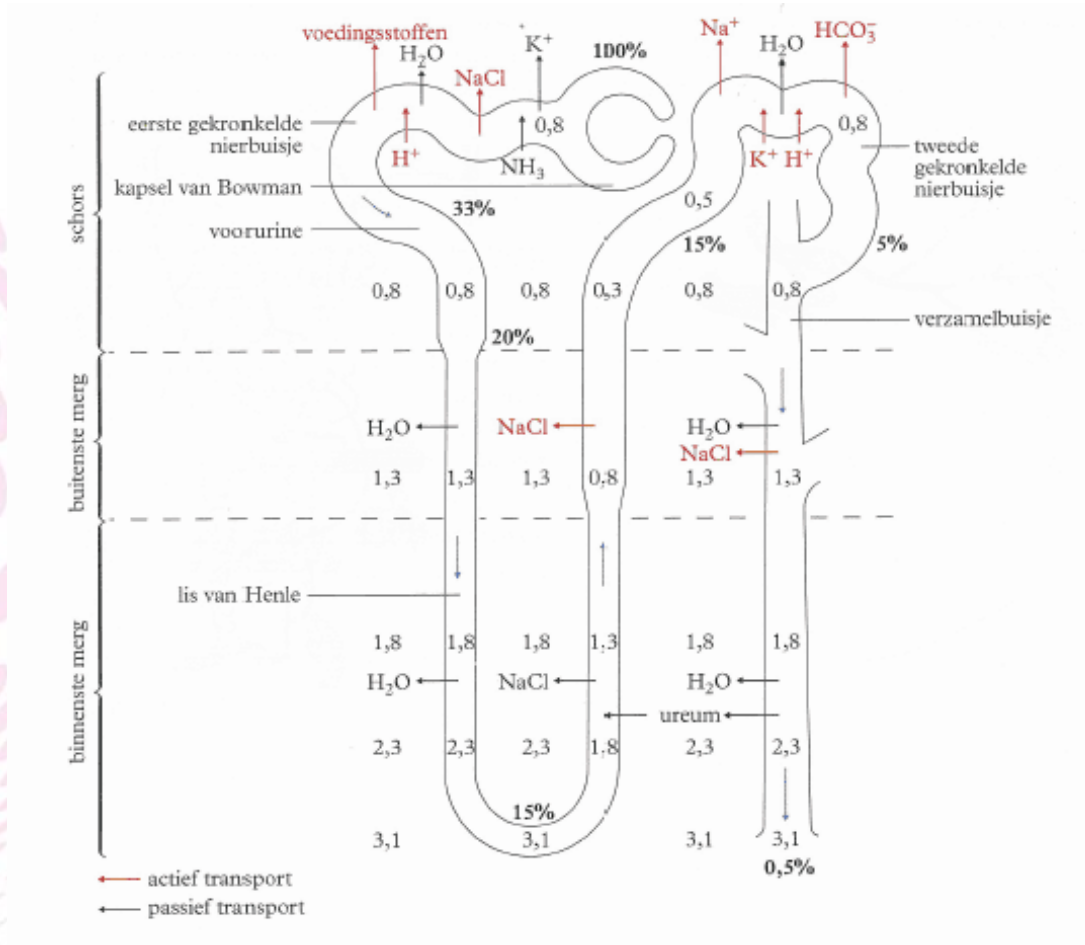 voedingsstoffen
H₂O
K⁺
100%
Na⁺
H₂O
HCO₃⁻
NaCl
eerste gekronkelde
nierbuisje
0,8
0,8
H⁺
NH₃
K⁺ H⁺
tweede
gekronkelde
nierbuisje
kapsel van Bowman
33%
0,5
schors
voorurine
15%
5%
0,8 0,8 0,8 0,3 0,8 0,8
verzamelbuisje
20%
buitenste merg
H₂O
NaCl
H₂O
NaCl
1,3 1,3 1,3 0,8 1,3 1,3
lis van Henle
binnenste merg
1,8 1,8 1,8 1,3 1,8 1,8
H₂O
NaCl
H₂O
ureum
2,3 2,3 2,3 1,8 2,3 2,3
15%
3,1 3,1 3,1 3,1
0,5%
actief transport
passief transport